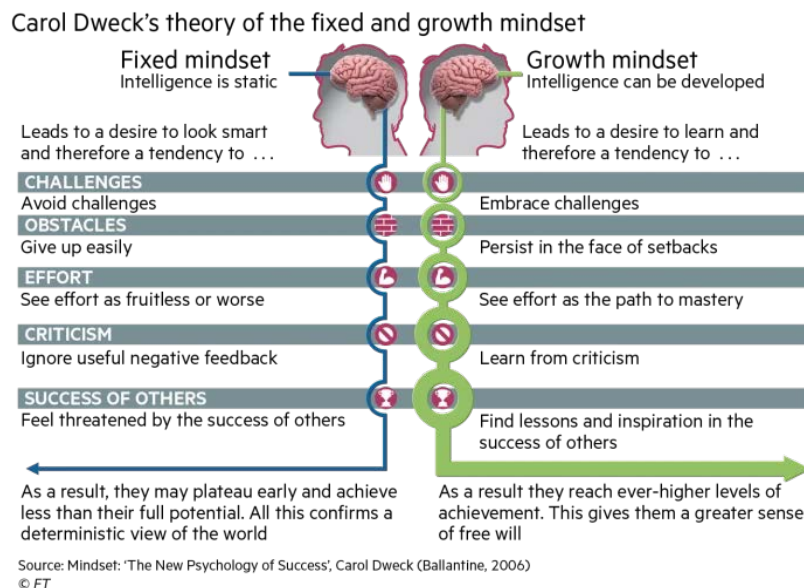 Carol Dweck’s theory of the fixed and growth mindset
Fixed mindset
Intelligence is static
Growth mindset
Intelligence can be developed
Leads to a desire to look smart
and therefore a tendency to ...
Leads to a desire to learn and
therefore a tendency to ...
CHALLENGES
Avoid challenges
Embrace challenges
OBSTACLES
Give up easily
Persist in the face of setbacks
EFFORT
See effort as fruitless or worse
See effort as the path to mastery
CRITICISM
Ignore useful negative feedback
Learn from criticism
SUCCESS OF OTHERS
Feel threatened by the success of others
Find lessons and inspiration in the
success of others
As a result, they may plateau early and achieve
less than their full potential. All this confirms a
deterministic view of the world
As a result they reach ever-higher levels of
achievement. This gives them a greater sense
of free will
Source: Mindset: ‘The New Psychology of Success’, Carol Dweck (Ballantine, 2006)
© FT